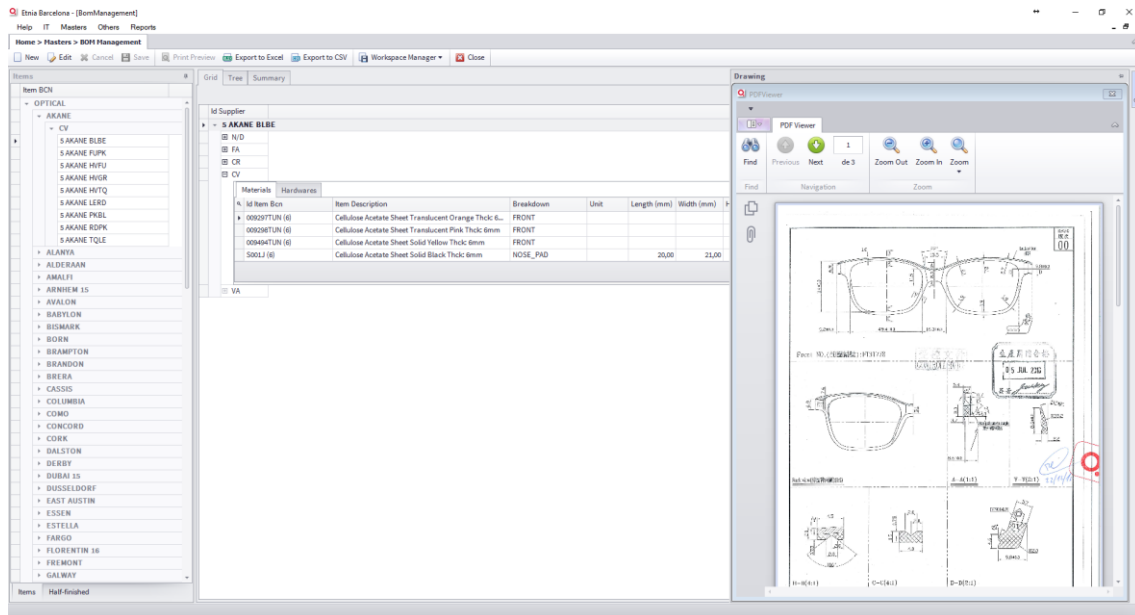 Etnia Barcelona - [BomManagement]
Help IT Masters Others Reports
Home > Masters > BOM Management
New Edit Cancel Save Print Preview Export to Excel Export to CSV Workspace Manager Close
Items
Item BCN
OPTICAL
AKANE
CV
S AKANE BLBE
S AKANE FUPK
S AKANE HVFU
S AKANE HVGR
S AKANE HVTQ
S AKANE LERD
S AKANE PKBL
S AKANE RDPK
S AKANE TQLE
ALANYA
ALDERAAN
AMALFI
ARNHEM 15
AVALON
BABYLON
BISMARK
BORN
BRAMPTON
BRANDON
BRERA
CASSIS
COLUMBIA
COMO
CONCORD
CORK
DALSTON
DERBY
DUBAI 15
DUSSELDORF
EAST AUSTIN
ESSEN
ESTELLA
FARGO
FLORENTIN 16
FREMONT
GALWAY
Items Half-finished
Grid Tree Summary
Id Supplier
S AKANE BLBE
N/D
FA
CR
CV
Materials Hardwares
Id Item Bcn Item Description Breakdown Unit Length (mm) Width (mm)
009297TUN (6) Cellulose Acetate Sheet Translucent Orange Thck: 6... FRONT
009298TUN (6) Cellulose Acetate Sheet Translucent Pink Thck: 6mm FRONT
009494TUN (6) Cellulose Acetate Sheet Solid Yellow Thck: 6mm FRONT
S001J (6) Cellulose Acetate Sheet Solid Black Thck: 6mm NOSE_PAD 20,00 21,00
VA
Drawing
PDFViewer
PDF Viewer
Find Previous Next 1 de 3 Zoom Out Zoom In Zoom
Find Navigation Zoom
00
A-A(1:1)
C-C(4:1)